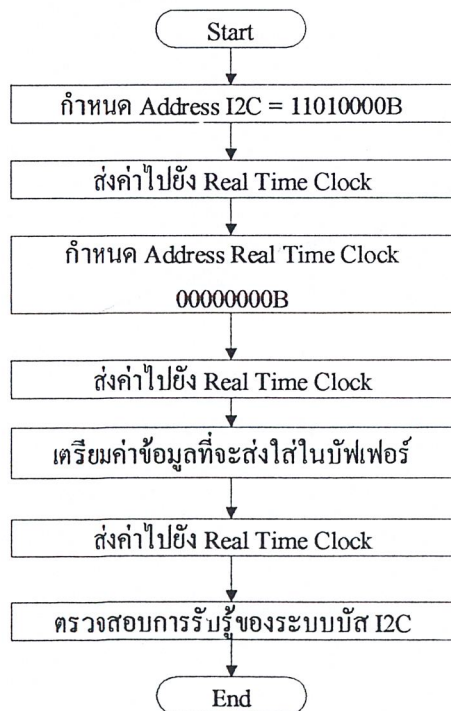 Start
กำหนด Address I2C = 11010000B
ส่งค่าไปยัง Real Time Clock
กำหนด Address Real Time Clock
00000000B
ส่งค่าไปยัง Real Time Clock
เตรียมค่าข้อมูลที่จะส่งใส่ในบัฟเฟอร์
ส่งค่าไปยัง Real Time Clock
ตรวจสอบการรับรู้ของระบบบัส I2C
End